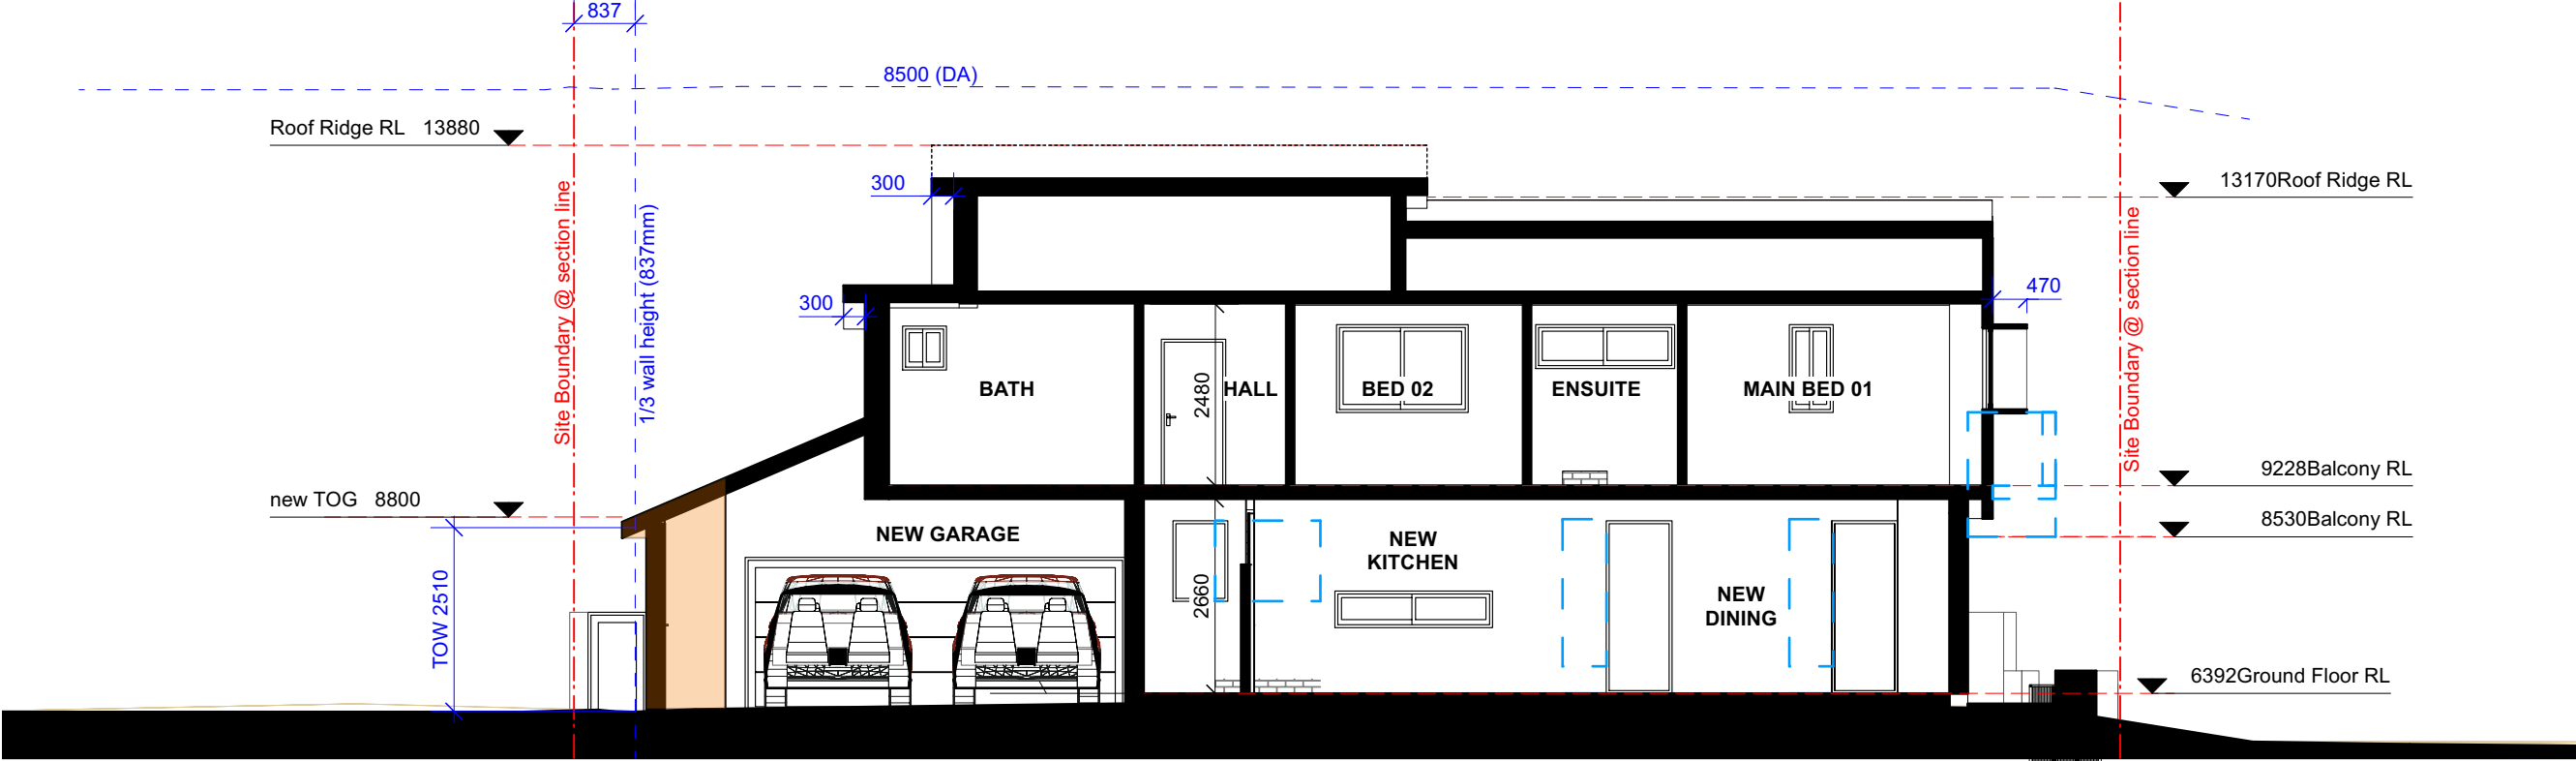 837
8500 (DA)
Roof Ridge RL 13880
13170Roof Ridge RL
300
Site Boundary @ section line
1/3 wall height (837mm)
Site Boundary @ section line
300
470
BATH
HALL
BED 02
ENSUITE
MAIN BED 01
2480
9228Balcony RL
new TOG 8800
8530Balcony RL
NEW GARAGE
NEW
KITCHEN
TOW 2510
2660
NEW
DINING
6392Ground Floor RL